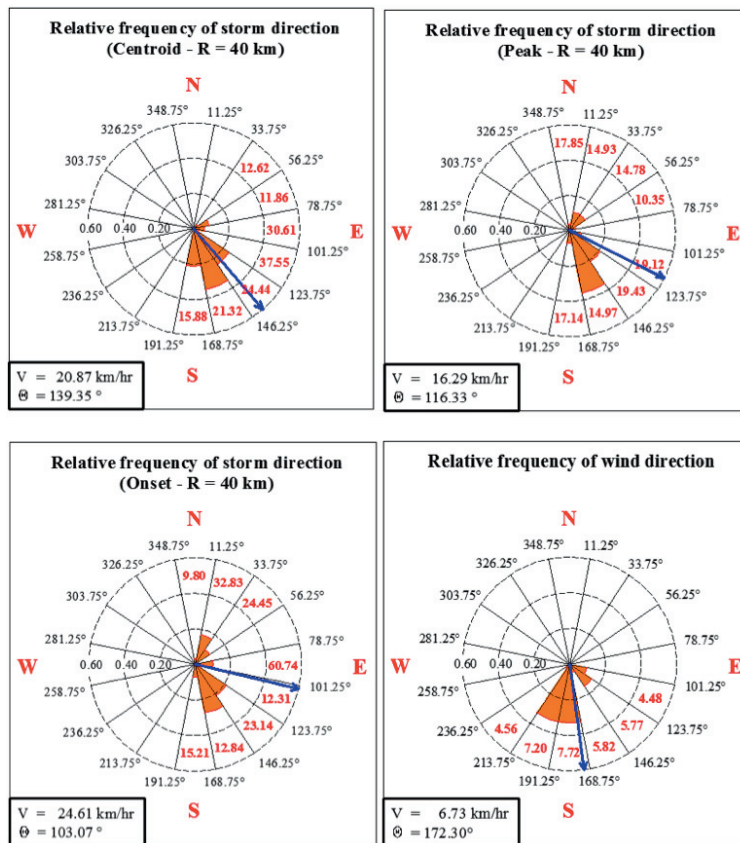 Relative frequency of storm direction
(Centroid - R = 40 km)
N
348.75° 11.25°
326.25° 33.75°
12.62
303.75° 56.25°
11.86
281.25° 78.75°
W 0.60 0.40 0.20 30.61 E
258.75° 101.25°
37.55
236.25° 24.44 123.75°
15.88 21.32
213.75° 146.25°
191.25° 168.75°
S
V = 20.87 km/hr
Θ = 139.35 °
Relative frequency of storm direction
(Peak - R = 40 km)
N
348.75° 11.25°
326.25° 17.85 14.93 33.75°
14.78
303.75° 56.25°
10.35
281.25° 78.75°
W 0.60 0.40 0.20 E
258.75° 101.25°
19.12
236.25° 19.43 123.75°
17.14 14.97
213.75° 146.25°
191.25° 168.75°
S
V = 16.29 km/hr
Θ = 116.33 °
Relative frequency of storm direction
(Onset - R = 40 km)
N
348.75° 11.25°
326.25° 9.80 32.83 33.75°
24.45
303.75° 56.25°
281.25° 78.75°
W 0.60 0.40 0.20 60.74 E
258.75° 101.25°
12.31
236.25° 23.14 123.75°
15.21 12.84
213.75° 146.25°
191.25° 168.75°
S
V = 24.61 km/hr
Θ = 103.07 °
Relative frequency of wind direction
N
348.75° 11.25°
326.25° 33.75°
303.75° 56.25°
281.25° 78.75°
W 0.60 0.40 0.20 E
258.75° 4.48 101.25°
236.25° 4.56 5.77 123.75°
7.20 7.72 5.82
213.75° 146.25°
191.25° 168.75°
S
V = 6.73 km/hr
Θ = 172.30°